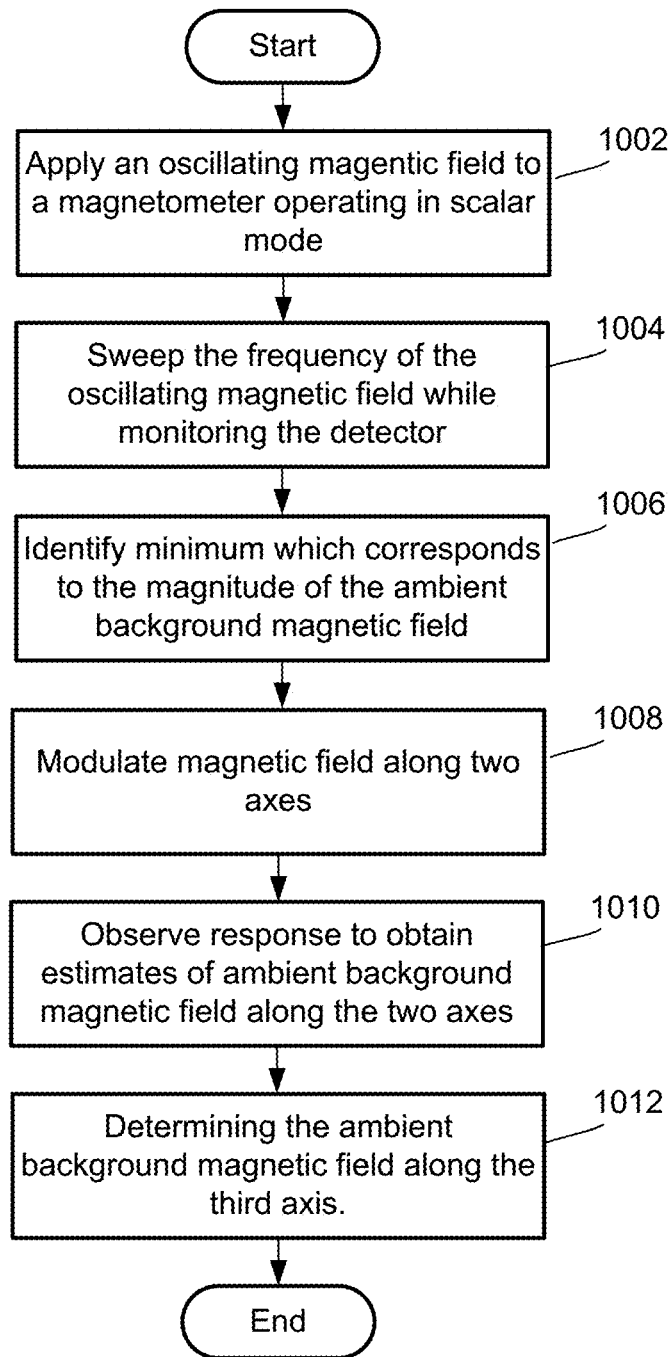 Start
1002
Apply an oscillating magentic field to
a magnetometer operating in scalar
mode
1004
Sweep the frequency of the
oscillating magnetic field while
monitoring the detector
1006
Identify minimum which corresponds
to the magnitude of the ambient
background magnetic field
1008
Modulate magnetic field along two
axes
1010
Observe response to obtain
estimates of ambient background
magnetic field along the two axes
1012
Determining the ambient
background magnetic field along the
third axis.
End